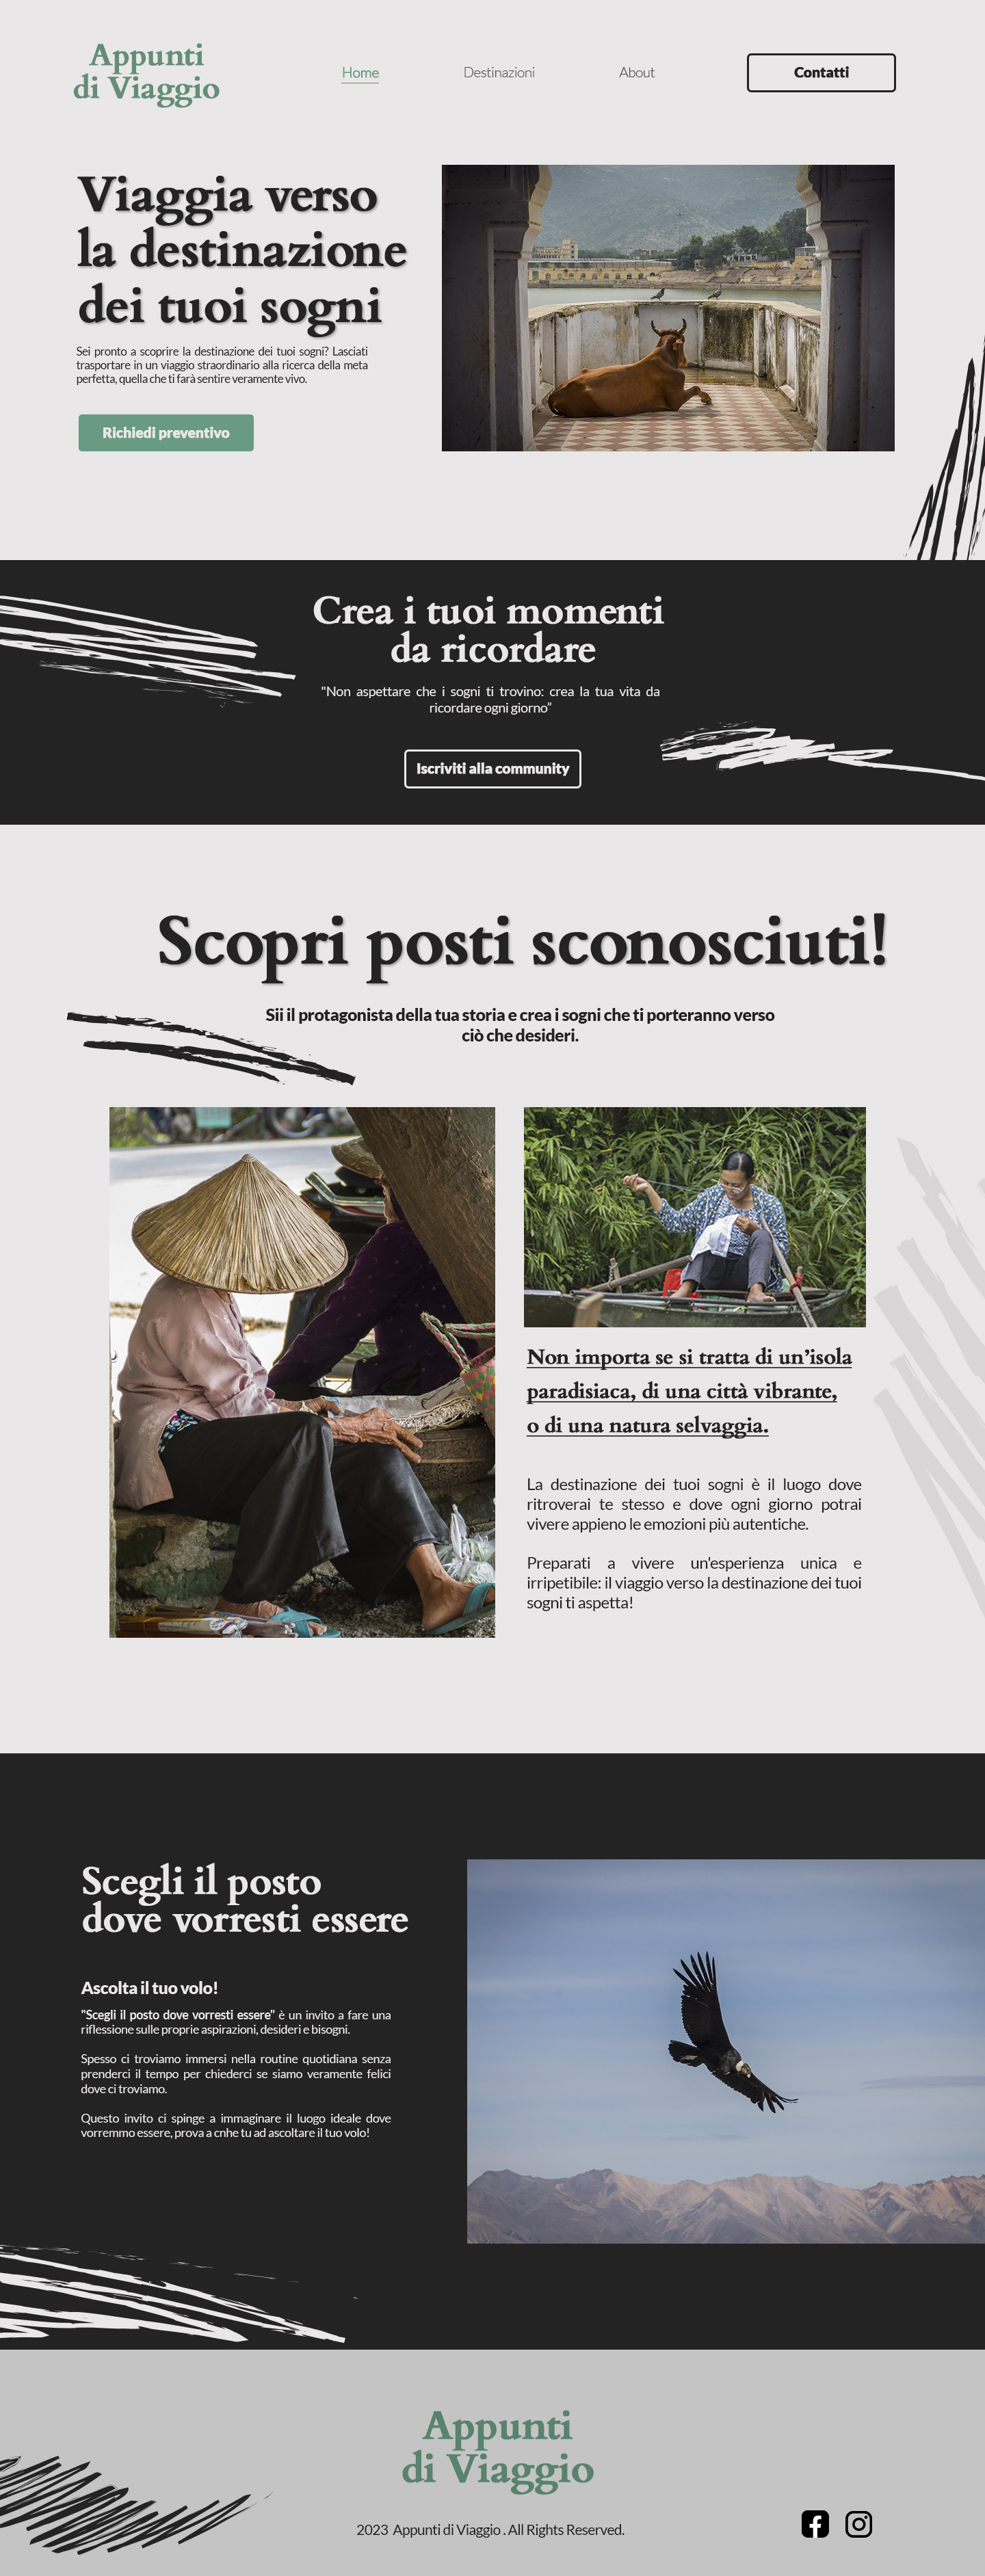 Appunti
di Viaggio
Home
Destinazioni
About
Contatti
Viaggia verso
la destinazione
dei tuoi sogni
Sei pronto a scoprire la destinazione dei tuoi sogni? Lasciati
trasportare in un viaggio straordinario alla ricerca della meta
perfetta, quella che ti farà sentire veramente vivo.
Richiedi preventivo
Crea i tuoi momenti
da ricordare
"Non aspettare che i sogni ti trovino: crea la tua vita da
ricordare ogni giorno”
Iscriviti alla community
Scopri posti sconosciuti!
Sii il protagonista della tua storia e crea i sogni che ti porteranno verso
ciò che desideri.
Non importa se si tratta di un’isola
paradisiaca, di una città vibrante,
o di una natura selvaggia.
La destinazione dei tuoi sogni è il luogo dove
ritroverai te stesso e dove ogni giorno potrai
vivere appieno le emozioni più autentiche.
Preparati a vivere un'esperienza unica e
irripetibile: il viaggio verso la destinazione dei tuoi
sogni ti aspetta!
Scegli il posto
dove vorresti essere
Ascolta il tuo volo!
"Scegli il posto dove vorresti essere" è un invito a fare una
riflessione sulle proprie aspirazioni, desideri e bisogni.
Spesso ci troviamo immersi nella routine quotidiana senza
prenderci il tempo per chiederci se siamo veramente felici
dove ci troviamo.
Questo invito ci spinge a immaginare il luogo ideale dove
vorremmo essere, prova a cnhe tu ad ascoltare il tuo volo!
Appunti
di Viaggio
2023 Appunti di Viaggio . All Rights Reserved.